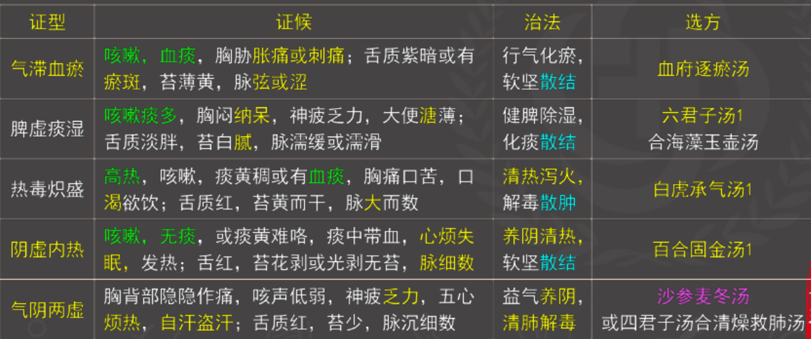 证型 证候 治法 选方
气滞血瘀 咳嗽，血痰，胸胁胀痛或刺痛；舌质紫暗或有瘀斑，苔薄黄，脉弦或涩 行气化瘀，软坚散结 血府逐瘀汤
脾虚痰湿 咳嗽痰多，胸闷纳呆，神疲乏力，大便溏薄；舌质淡胖，苔白腻，脉濡缓或濡滑 健脾除湿，化痰散结 六君子汤1 合海藻玉壶汤
热毒炽盛 高热，咳嗽，痰黄稠或有血痰，胸痛口苦，口渴欲饮；舌质红，苔黄而干，脉大而数 清热泻火，解毒散肿 白虎承气汤1
阴虚内热 咳嗽，无痰，或痰黄难咯，痰中带血，心烦失眠，发热；舌红，苔花剥或光剥无苔，脉细数 养阴清热，软坚散结 百合固金汤1
气阴两虚 胸背部隐隐作痛，咳声低弱，神疲乏力，五心烦热，自汗盗汗；舌质红，苔少，脉沉细数 益气养阴，清肺解毒 沙参麦冬汤 或四君子汤合清燥救肺汤